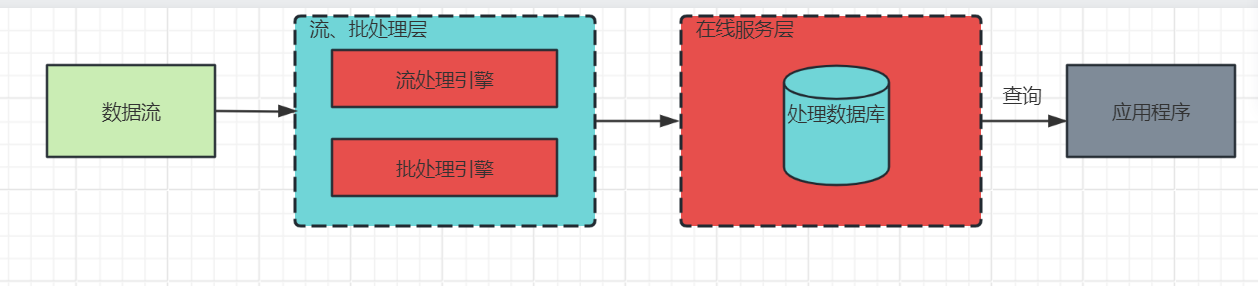 数据流
流、批处理层
流处理引擎
批处理引擎
在线服务层
处理数据库
查询
应用程序